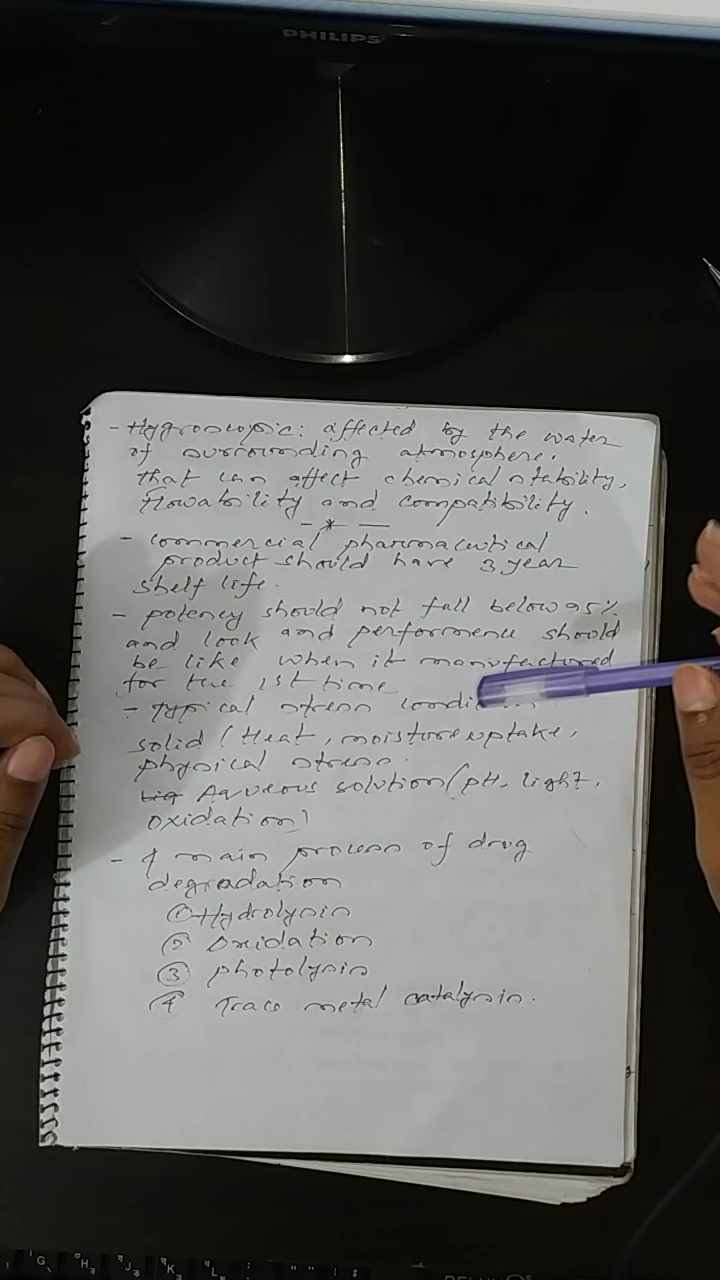 PHILIPS
- Hygroscopic: affected by the water
of surrounding atmosphere.
that can affect chemical stability,
flowability and compatibility.
- * -
- commercial pharmaceutical
product should have 3 year
shelf life.
- potency should not fall below 95%
and look and performence should
be like when it manufactured
for the 1st time
- typical stress
solid (Heat, moisture uptake,
physical stress.
Aqueous solution (pH, light,
oxidation)
- 4 main process of drug
degradation
① Hydrolysis
② Oxidation
③ photolysis
④ Trace metal catalysis.
G H J K L